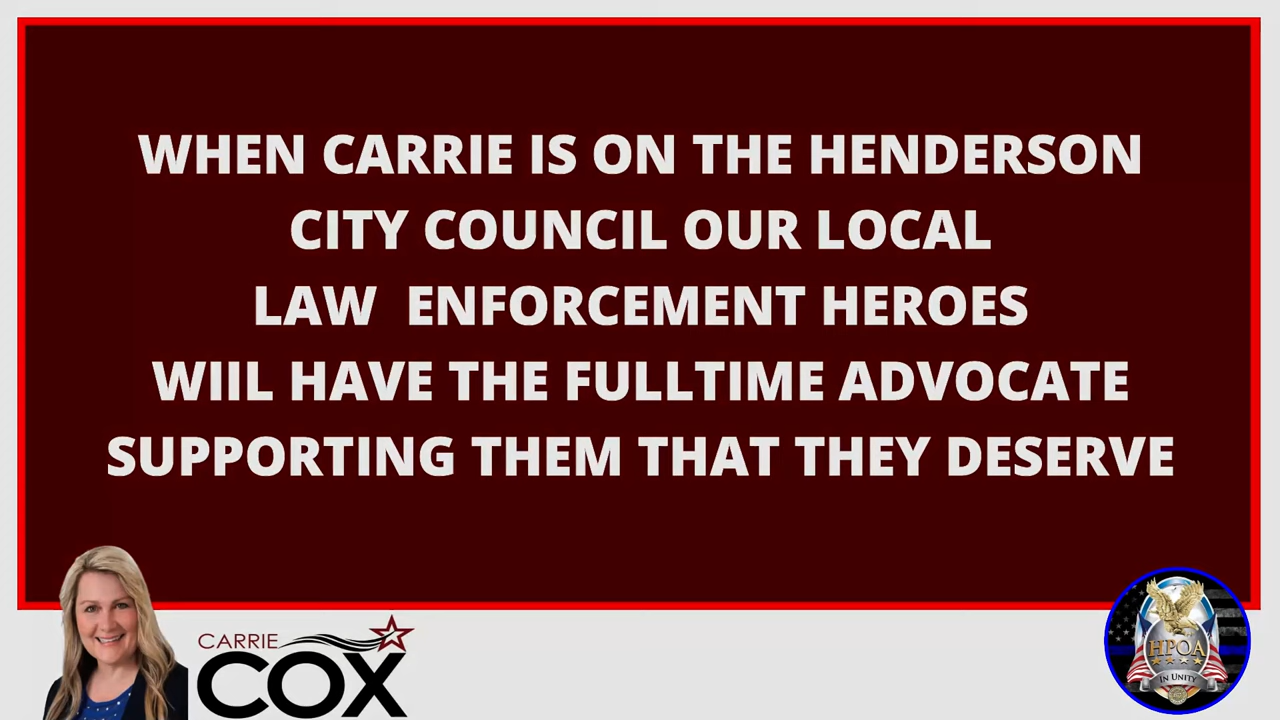 WHEN CARRIE IS ON THE HENDERSON
CITY COUNCIL OUR LOCAL
LAW  ENFORCEMENT HEROES
WIIL HAVE THE FULLTIME ADVOCATE
SUPPORTING THEM THAT THEY DESERVE
CARRIE
COX
HPOA
IN UNITY